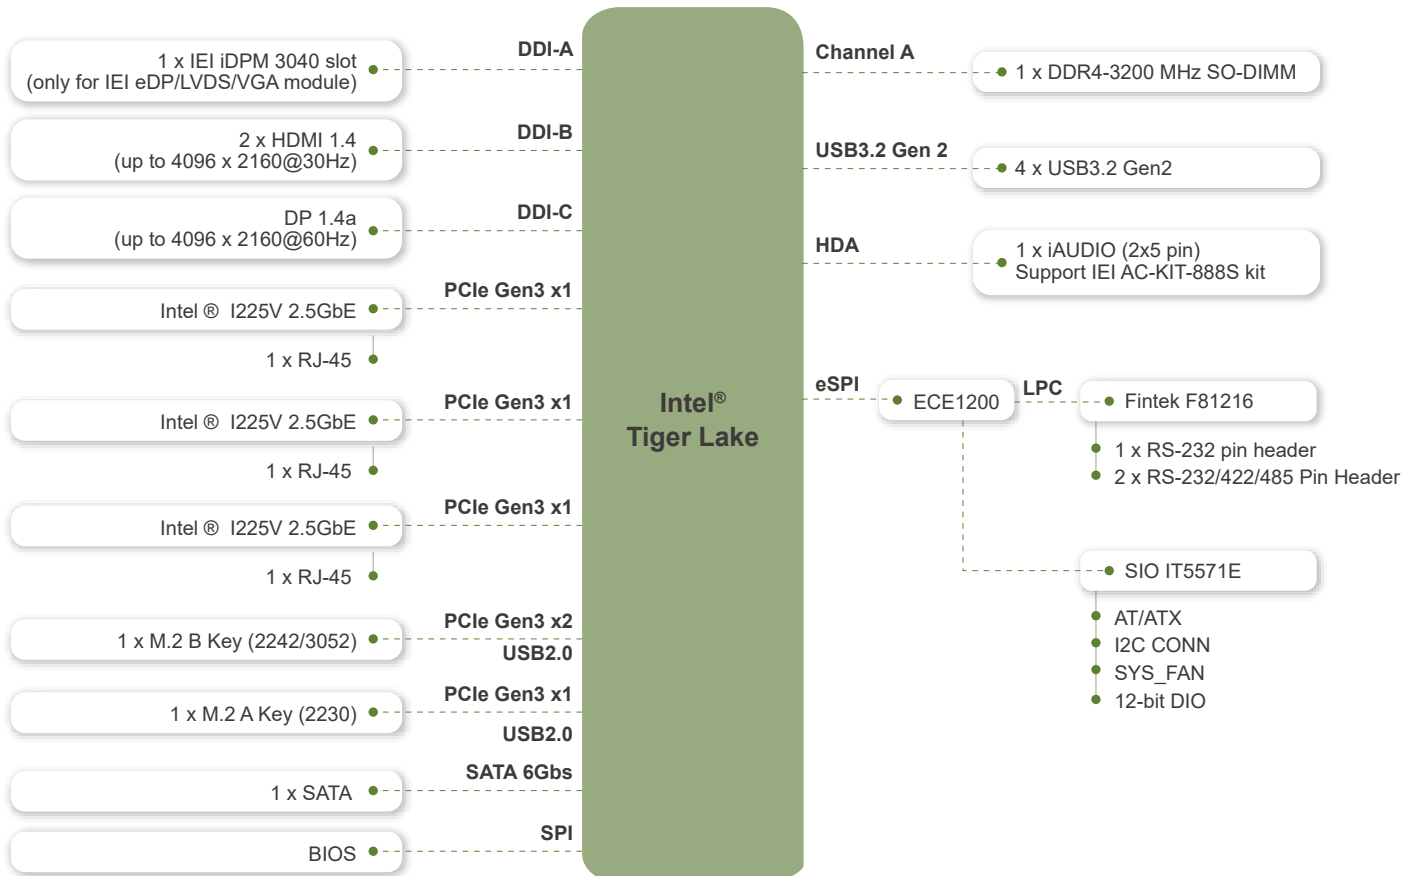 DDI-A
1 x IEI iDPM 3040 slot
(only for IEI eDP/LVDS/VGA module)
DDI-B
2 x HDMI 1.4
(up to 4096 x 2160@30Hz)
DDI-C
DP 1.4a
(up to 4096 x 2160@60Hz)
PCIe Gen3 x1
Intel ® I225V 2.5GbE
1 x RJ-45
PCIe Gen3 x1
Intel ® I225V 2.5GbE
1 x RJ-45
PCIe Gen3 x1
Intel ® I225V 2.5GbE
1 x RJ-45
PCIe Gen3 x2
1 x M.2 B Key (2242/3052)
USB2.0
PCIe Gen3 x1
1 x M.2 A Key (2230)
USB2.0
SATA 6Gbs
1 x SATA
SPI
BIOS
Intel®
Tiger Lake
Channel A
1 x DDR4-3200 MHz SO-DIMM
USB3.2 Gen 2
4 x USB3.2 Gen2
HDA
1 x iAUDIO (2x5 pin)
Support IEI AC-KIT-888S kit
eSPI
ECE1200
LPC
Fintek F81216
1 x RS-232 pin header
2 x RS-232/422/485 Pin Header
SIO IT5571E
AT/ATX
I2C CONN
SYS_FAN
12-bit DIO